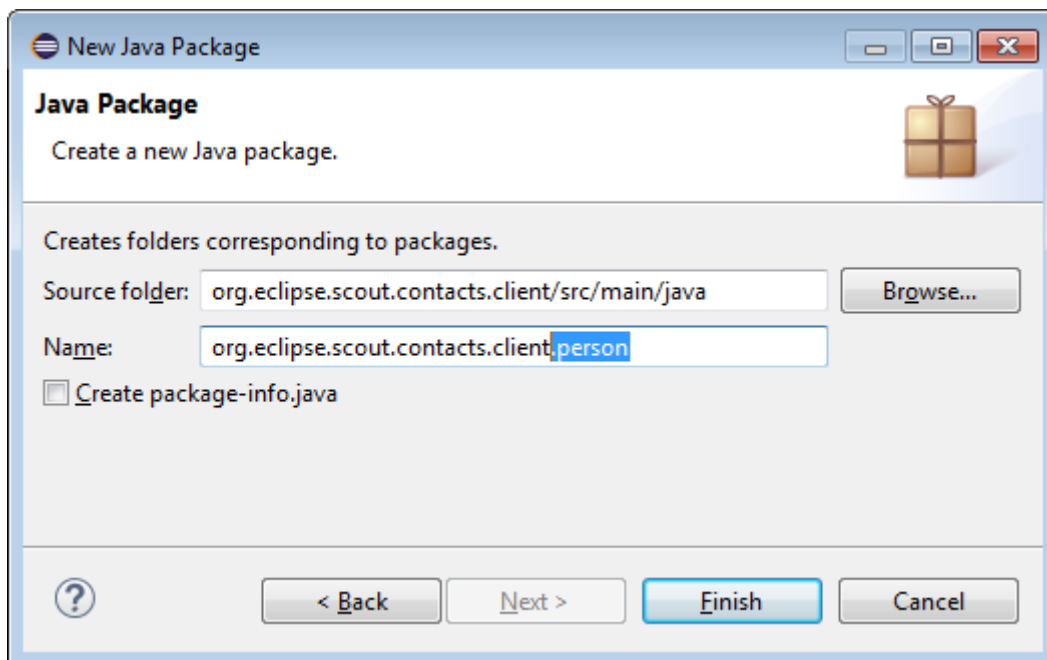 New Java Package
Java Package
Create a new Java package.
Creates folders corresponding to packages.
Source folder: org.eclipse.scout.contacts.client/src/main/java Browse...
Name: org.eclipse.scout.contacts.client.person
Create package-info.java
? < Back Next > Finish Cancel